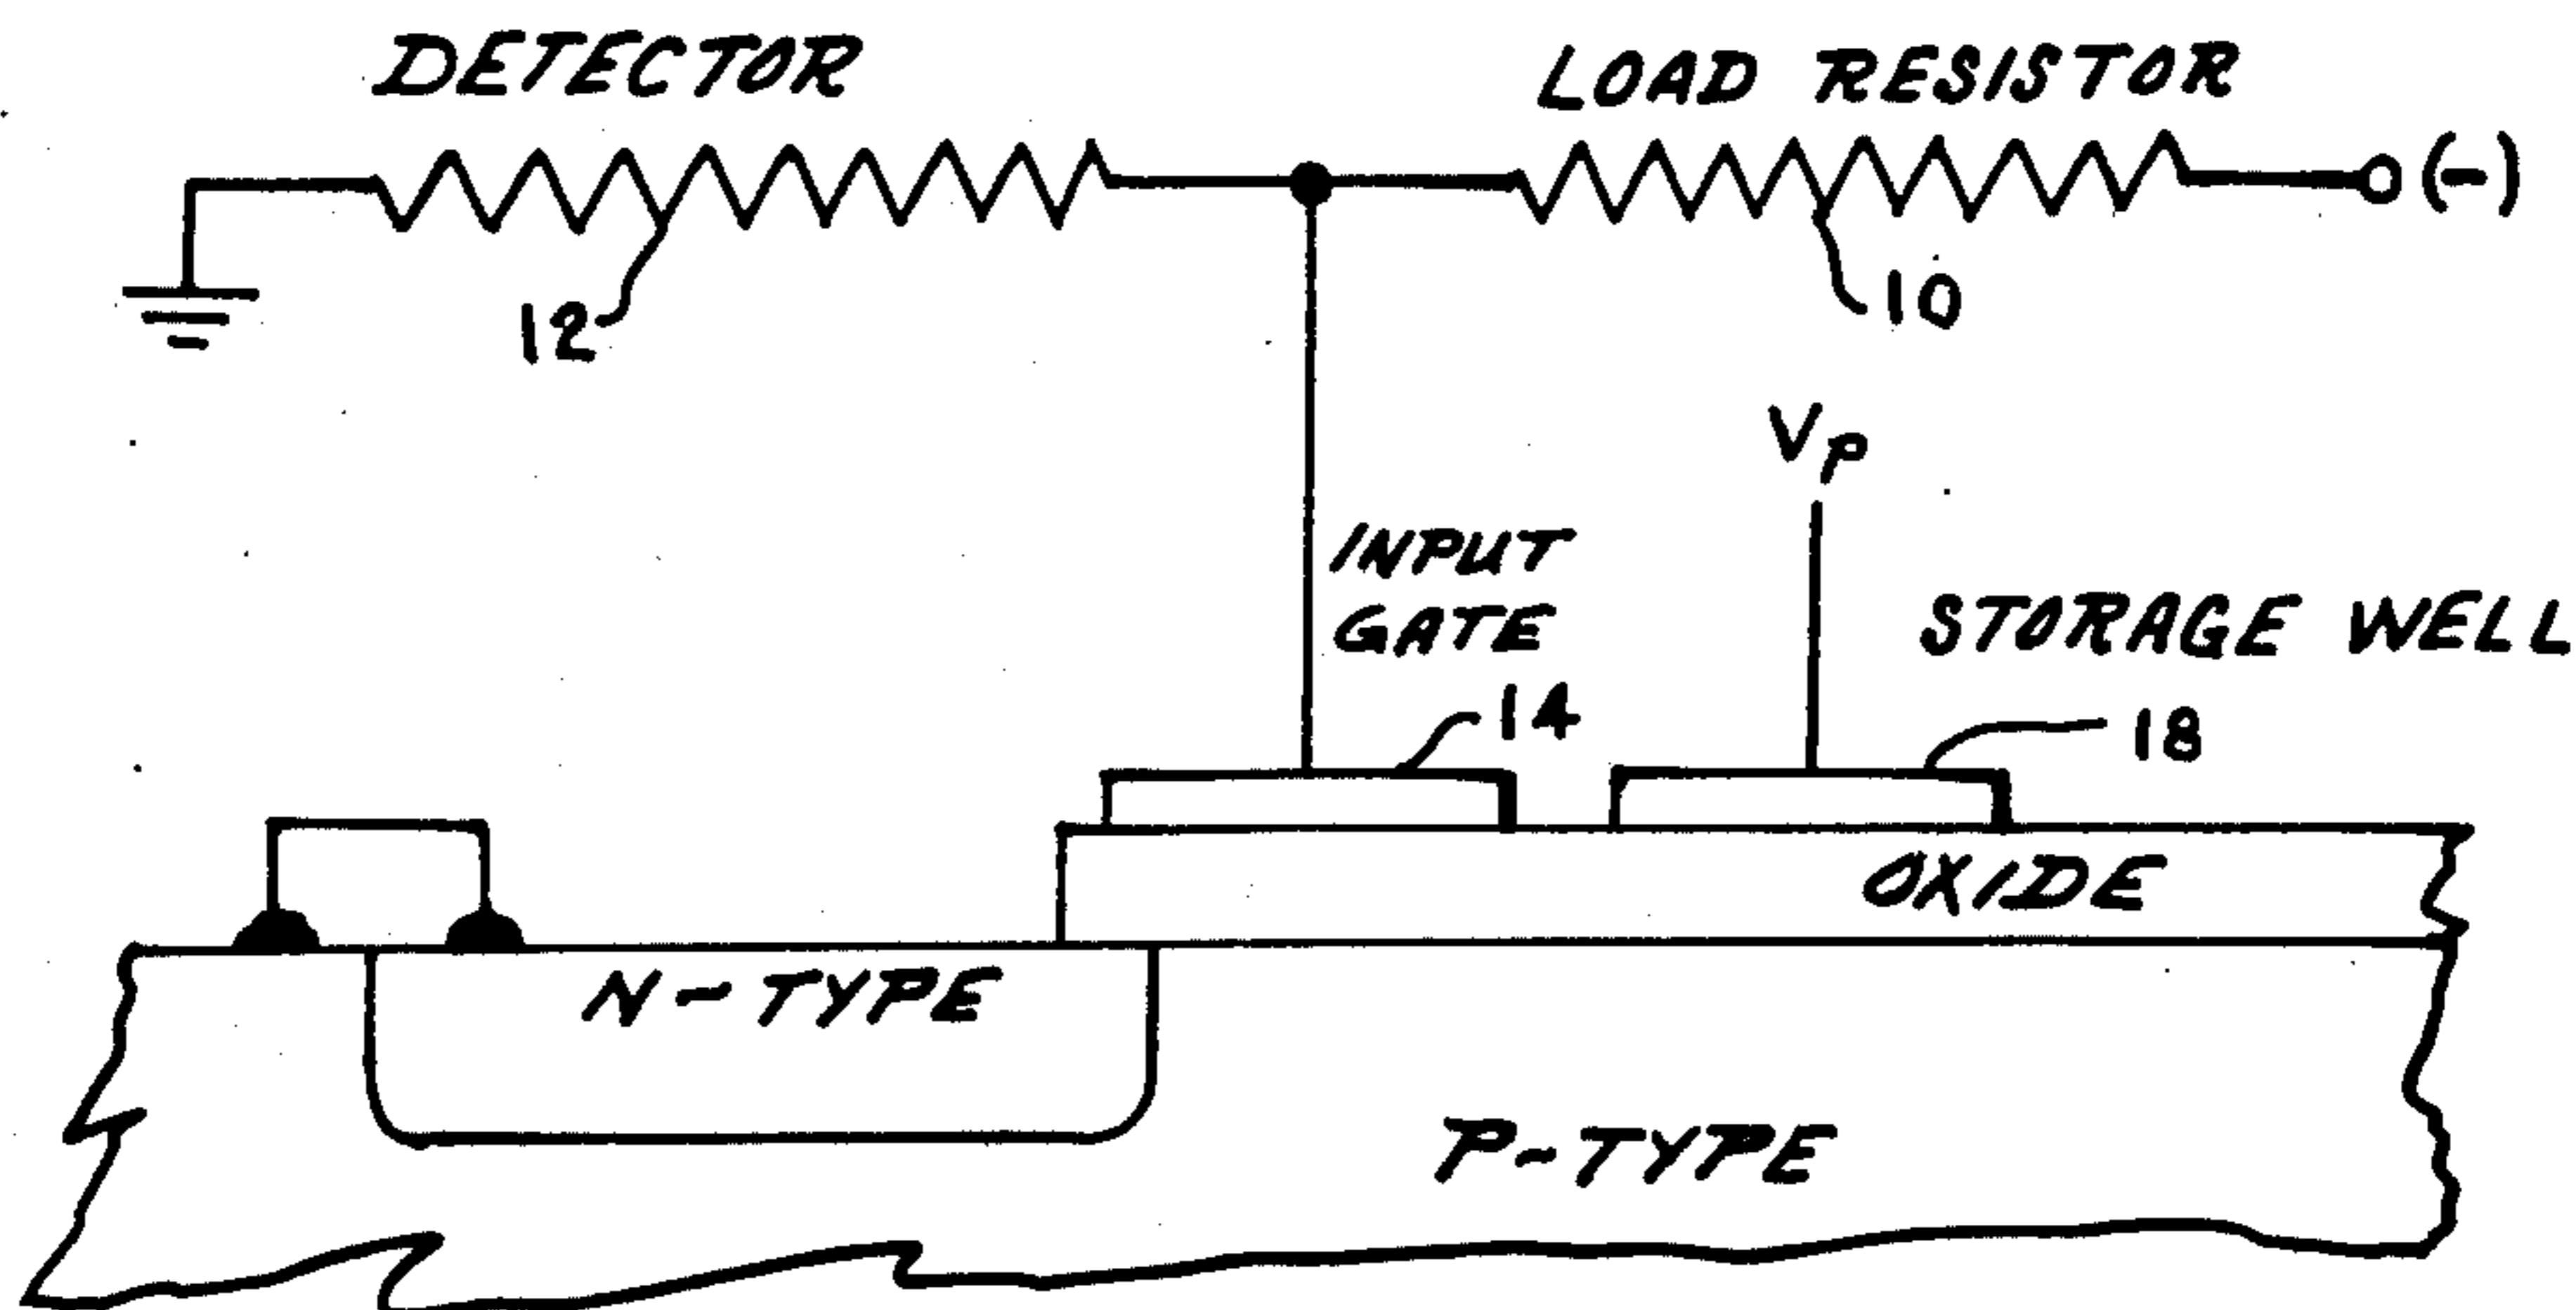 DETECTOR
LOAD RESISTOR
(-)
12
10
VP
INPUT
GATE
STORAGE WELL
14
18
OXIDE
N-TYPE
P-TYPE